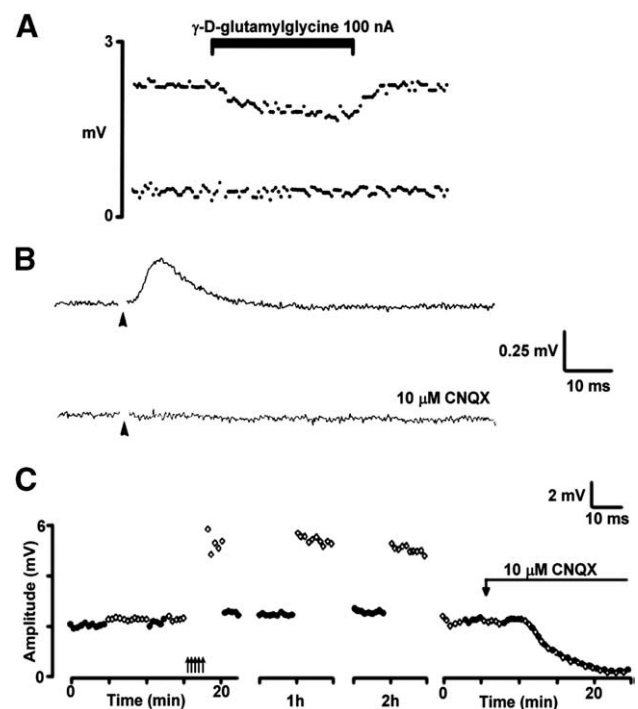 A
γ-D-glutamylglycine 100 nA
3
mV
0
B
0.25 mV
10 ms
10 μM CNQX
C
2 mV
10 ms
6
Amplitude (mV)
0
10 μM CNQX
0 20 1h 2h 0 20
Time (min) Time (min)